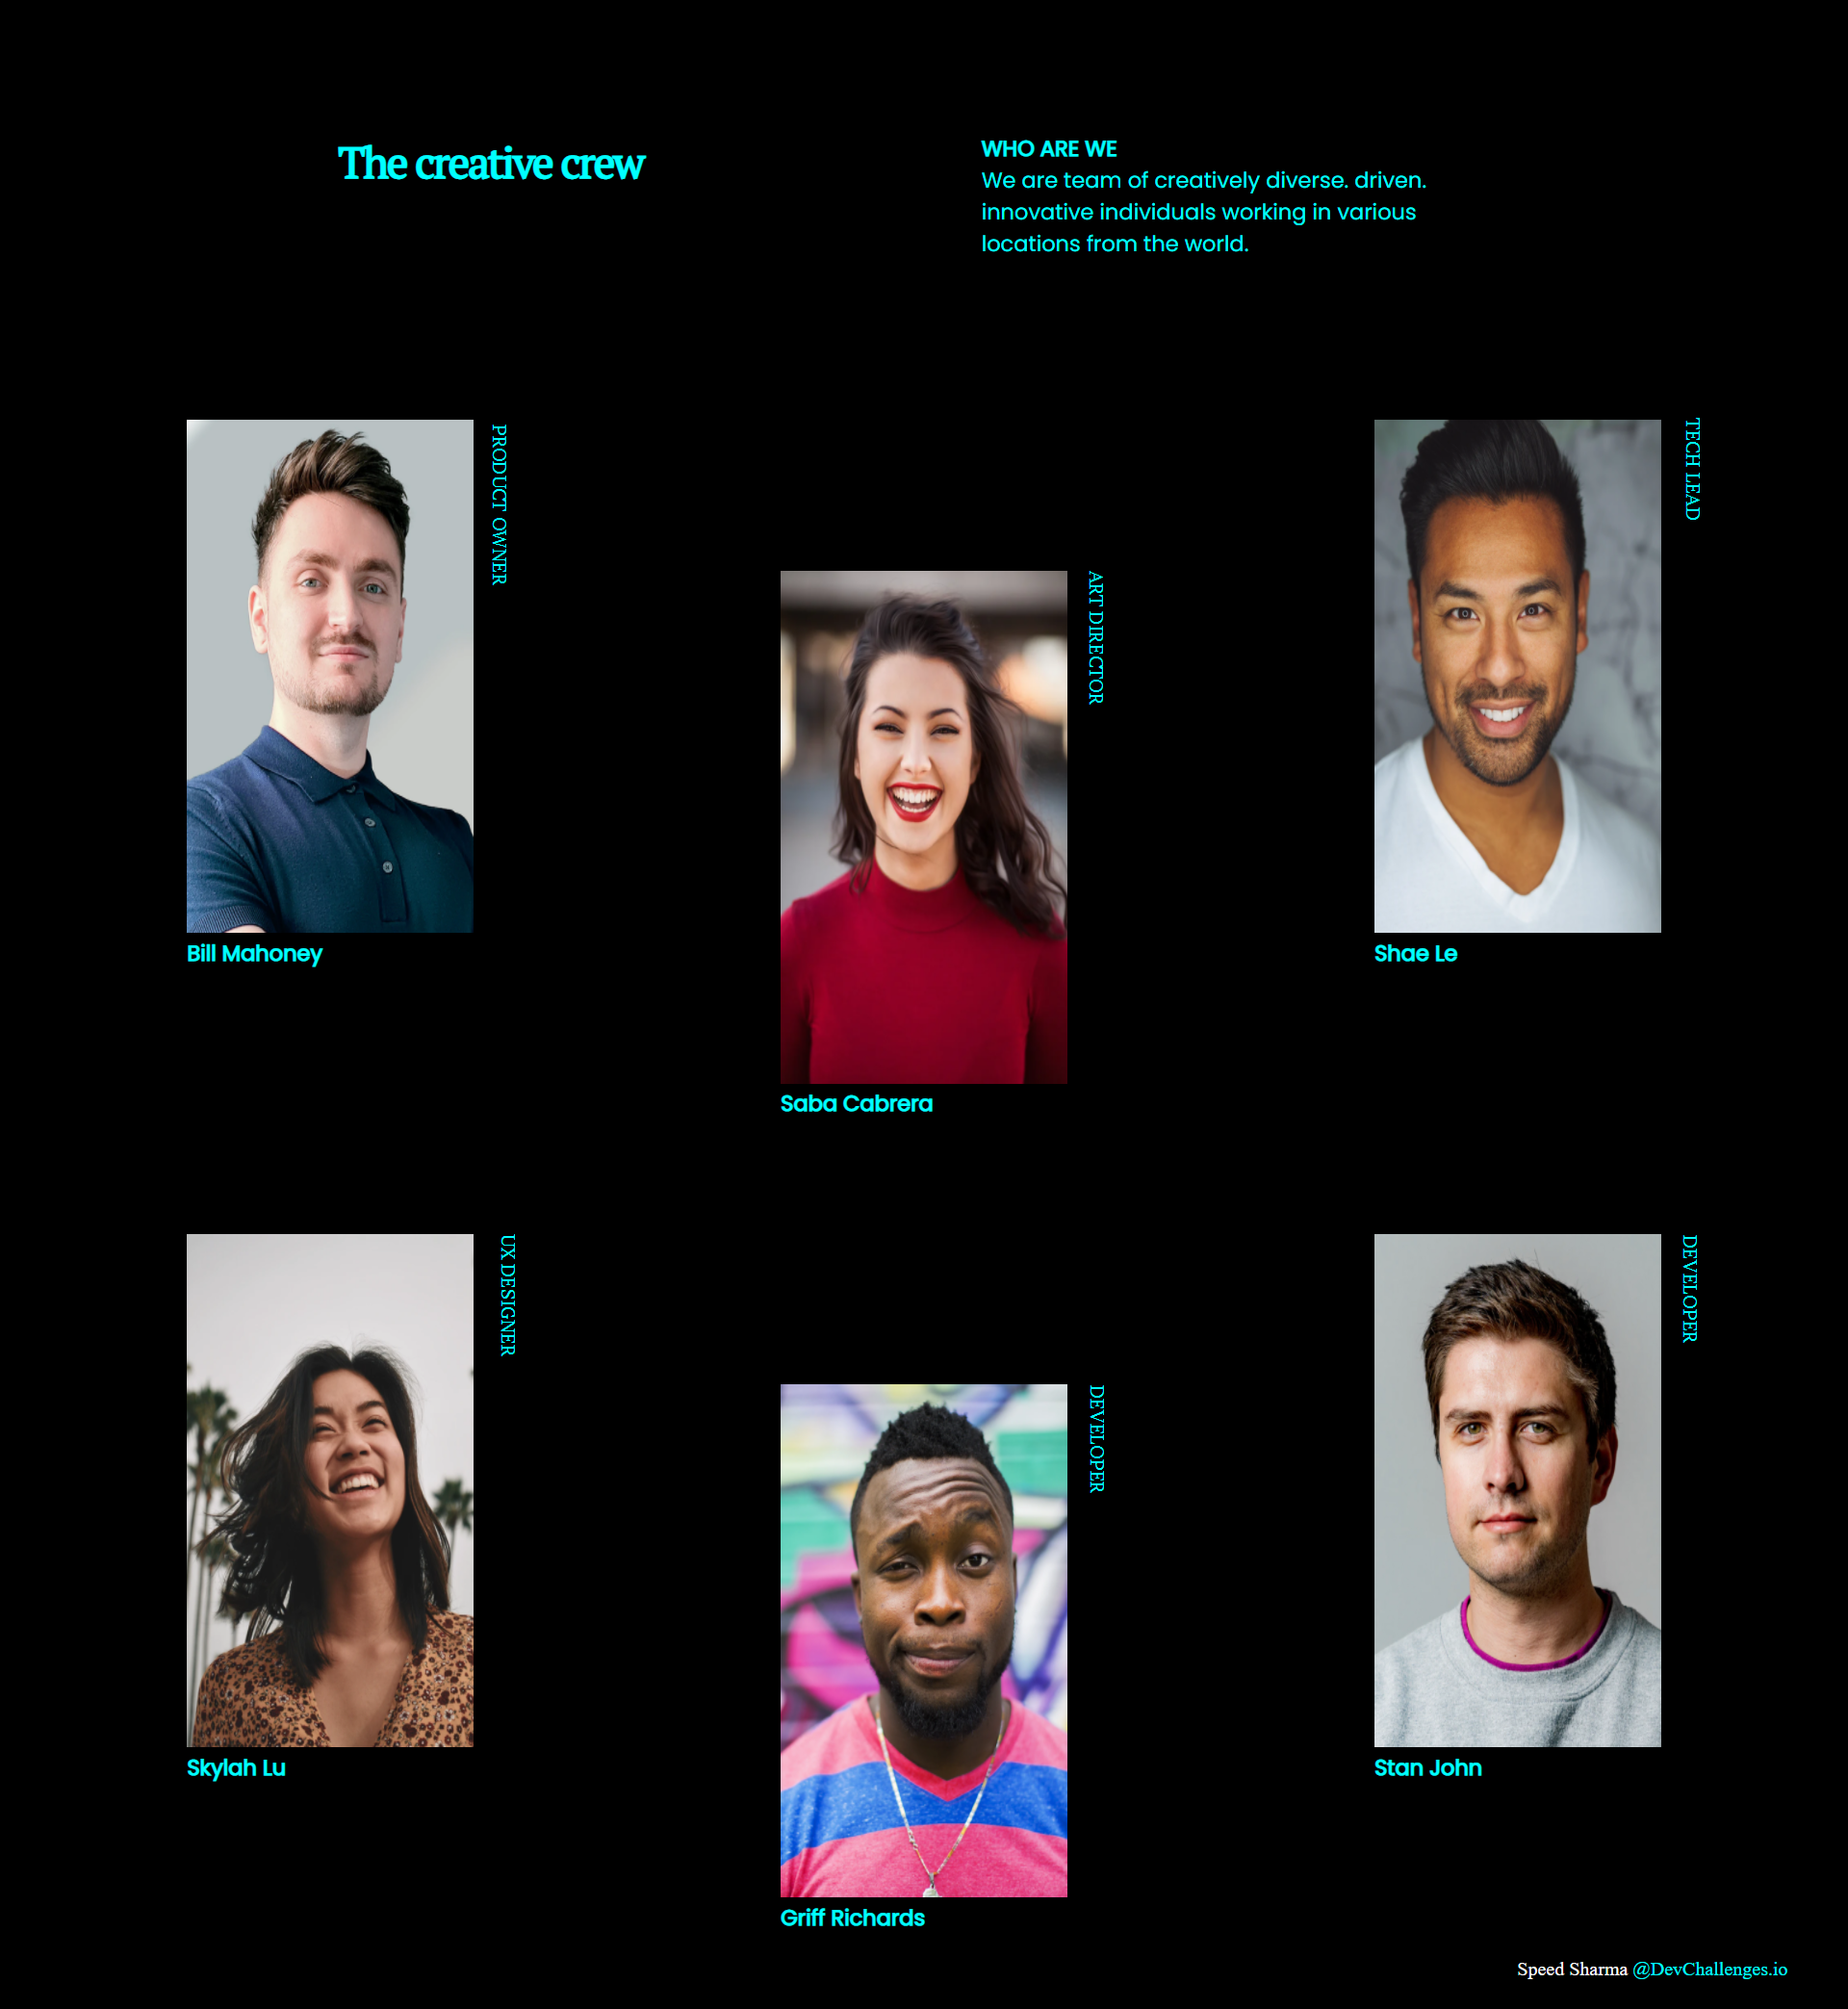 The creative crew
WHO ARE WE
We are team of creatively diverse. driven.
innovative individuals working in various
locations from the world.
PRODUCT OWNER
Bill Mahoney
ART DIRECTOR
Saba Cabrera
TECH LEAD
Shae Le
UX DESIGNER
Skylah Lu
DEVELOPER
Griff Richards
DEVELOPER
Stan John
Speed Sharma @DevChallenges.io